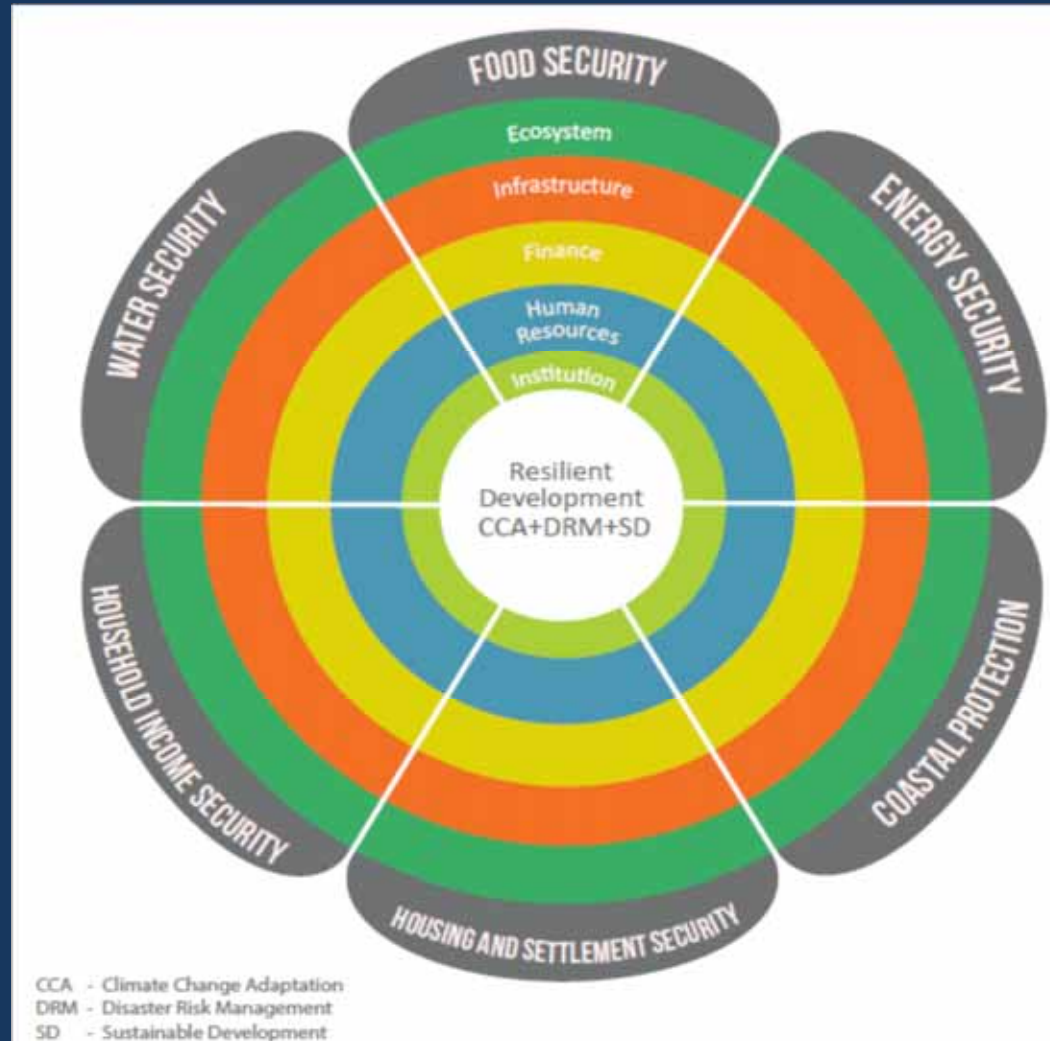 FOOD SECURITY
Ecosystem
Infrastructure
Finance
Human
Resources
Institution
WATER SECURITY
ENERGY SECURITY
Resilient
Development
CCA+DRM+SD
HOUSEHOLD INCOME SECURITY
COASTAL PROTECTION
HOUSING AND SETTLEMENT SECURITY
CCA - Climate Change Adaptation
DRM - Disaster Risk Management
SD - Sustainable Development